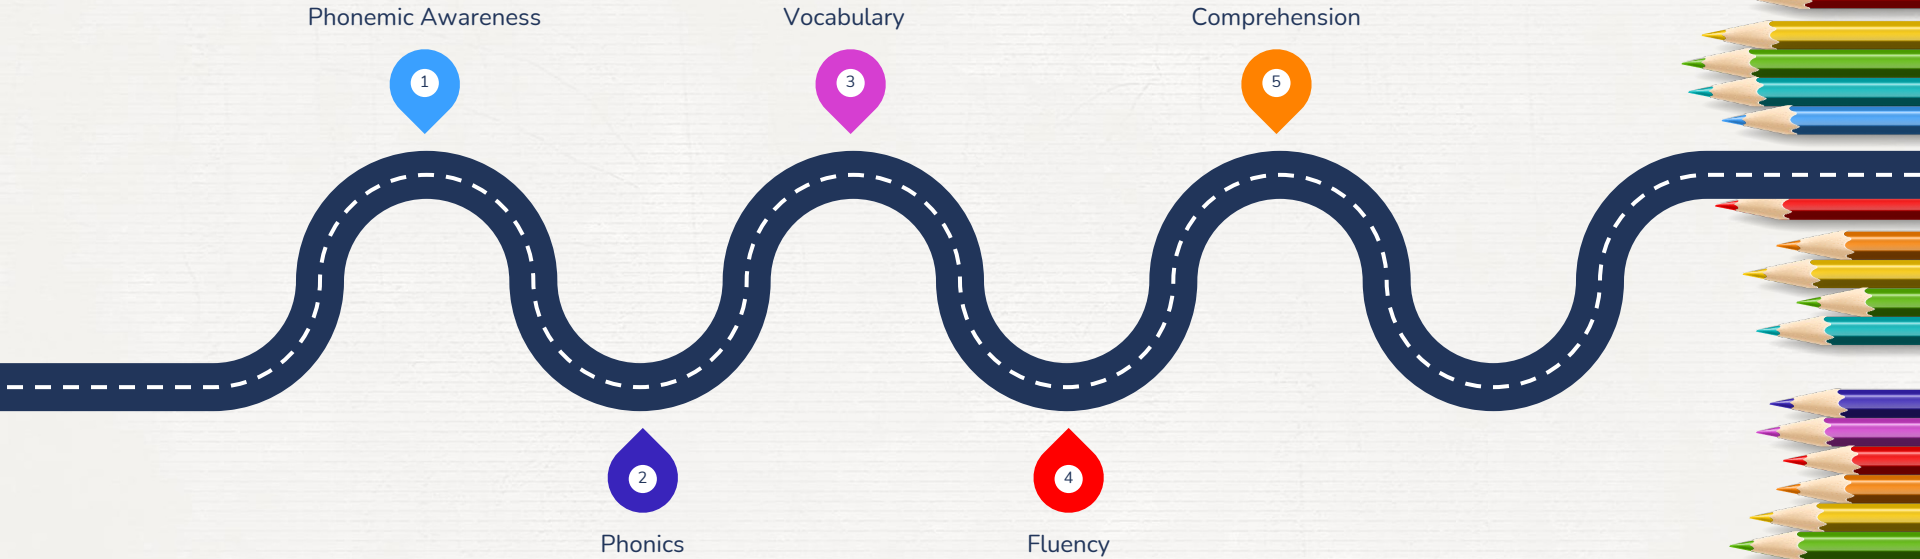 Phonemic Awareness
1
Phonics
2
Vocabulary
3
Fluency
4
Comprehension
5